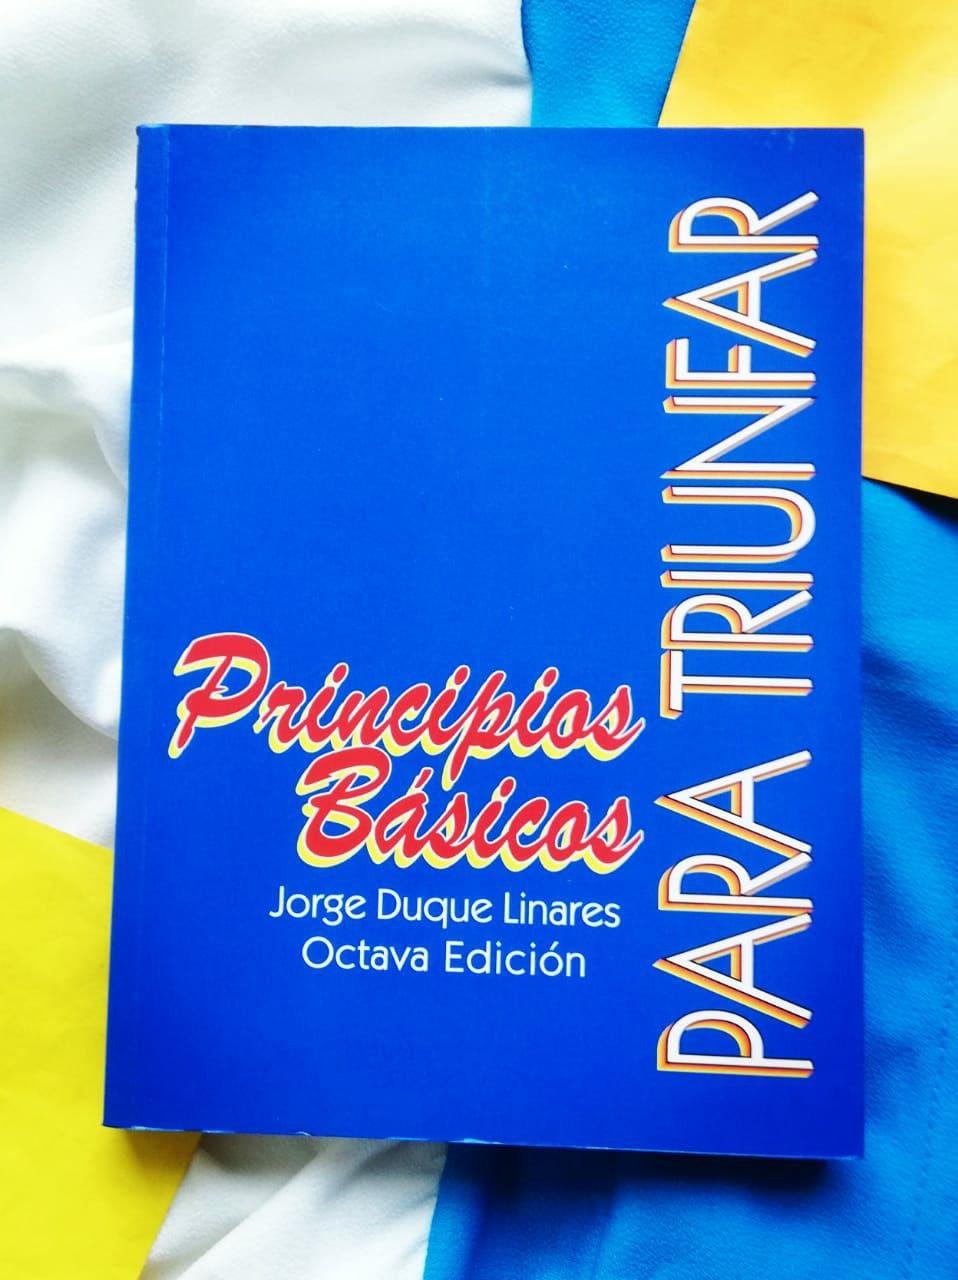 Principios
Básicos
PARA TRIUNFAR
Jorge Duque Linares
Octava Edición